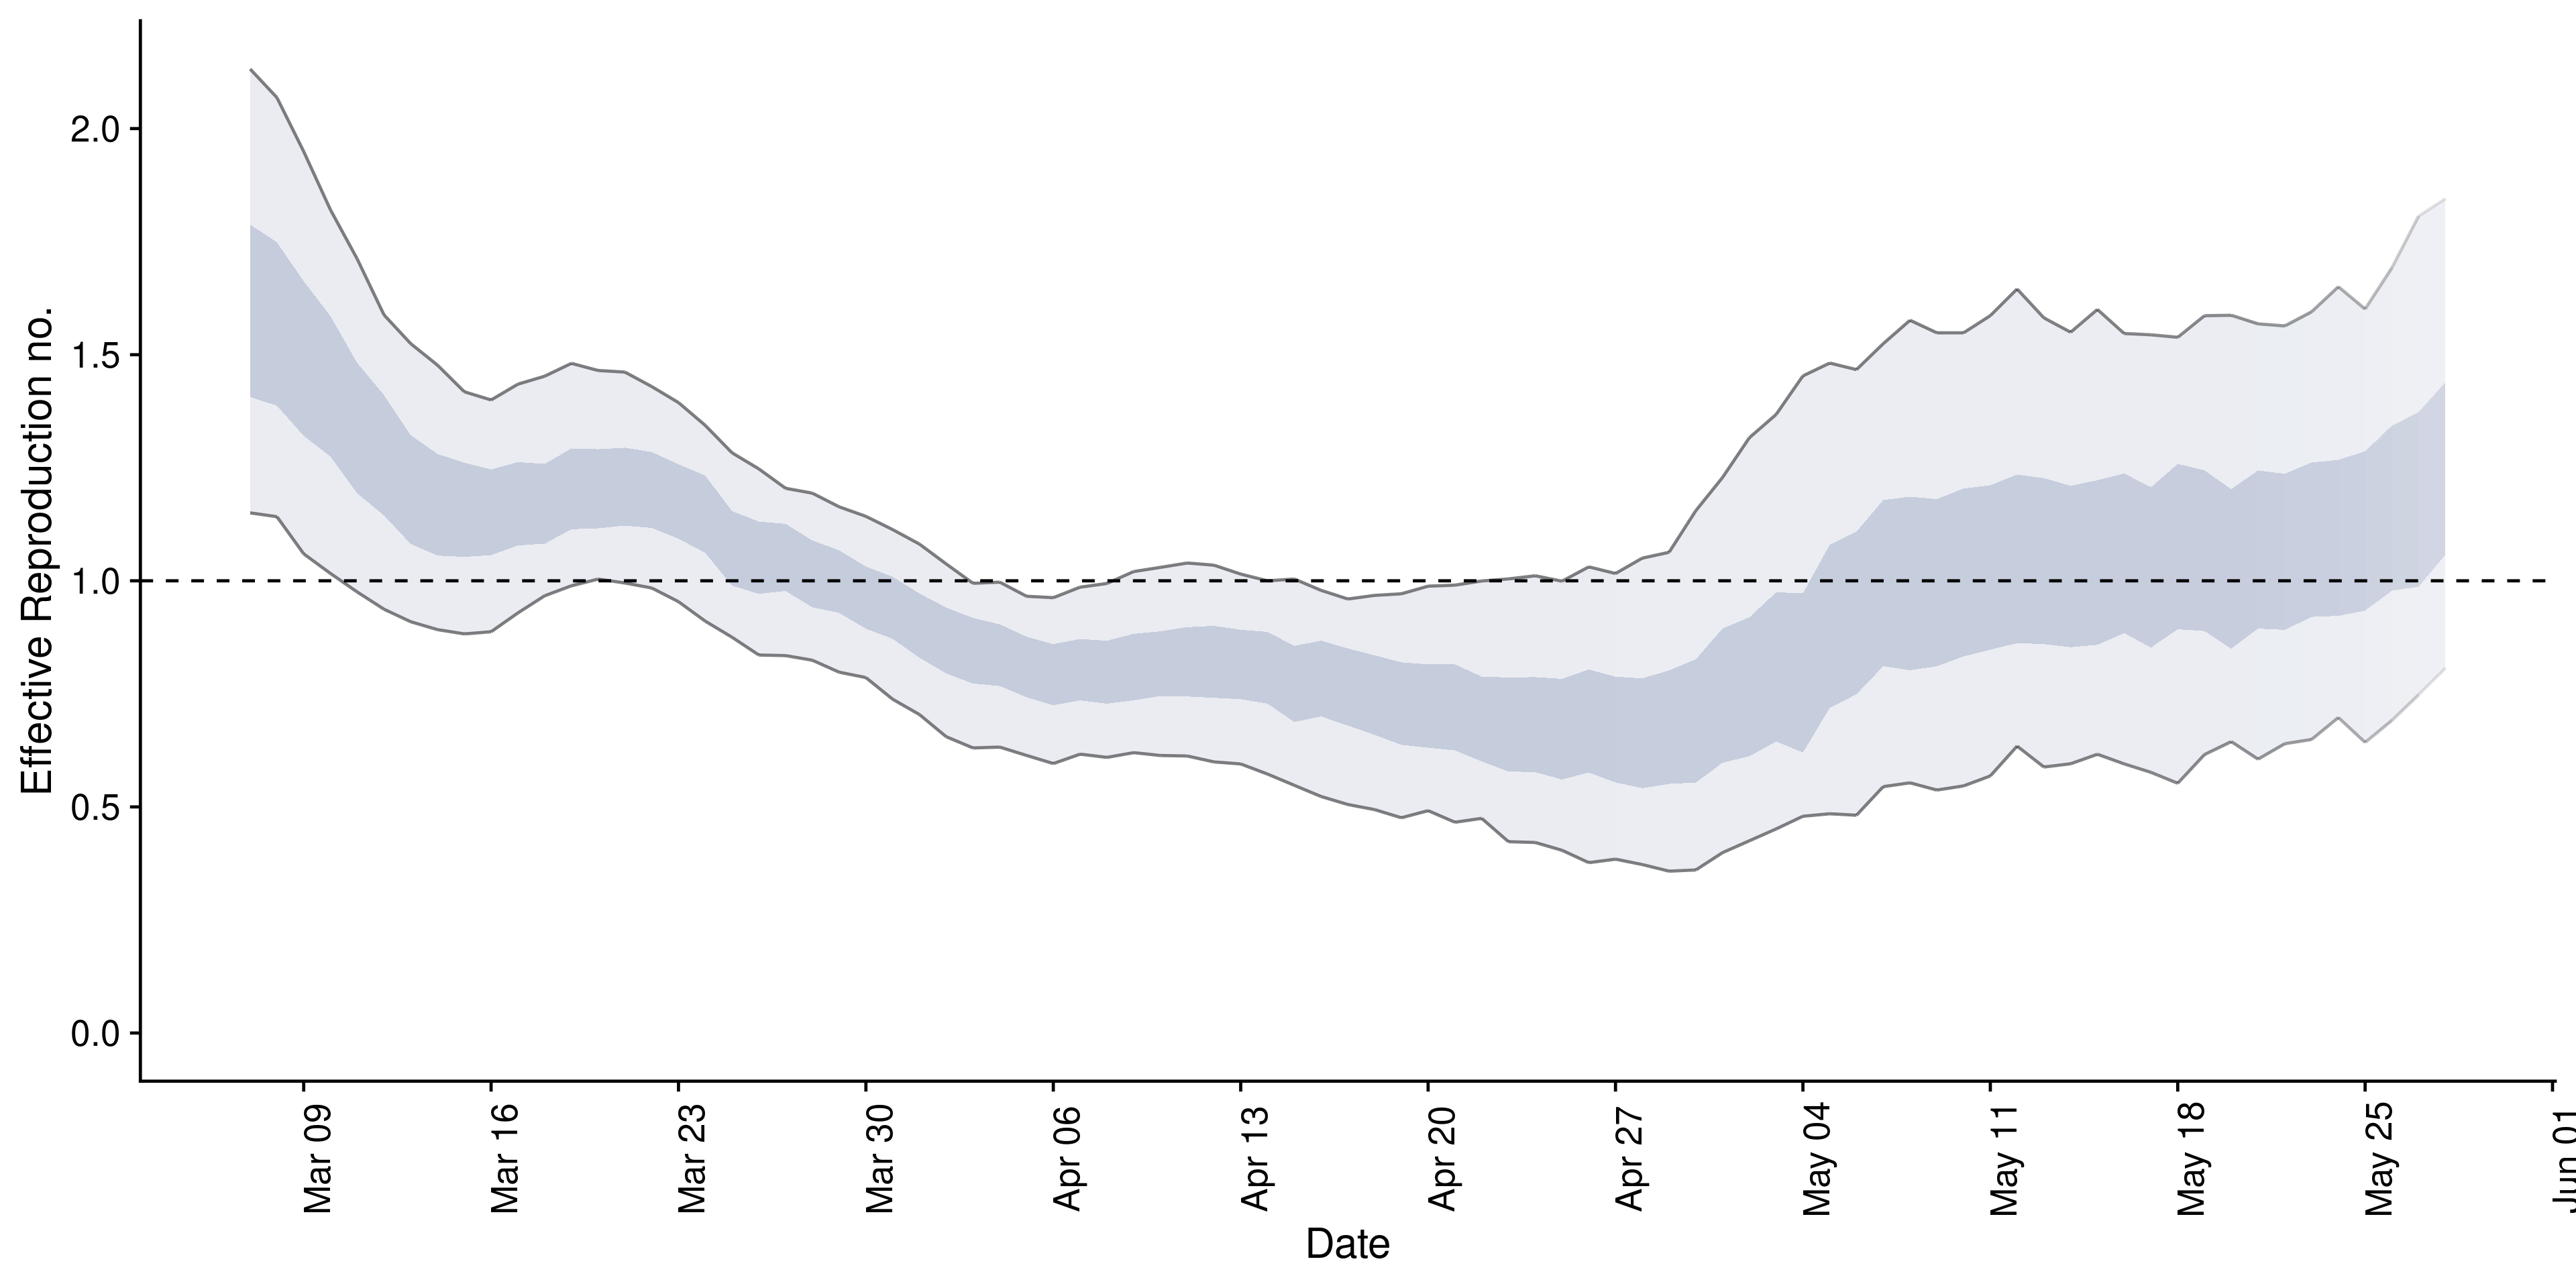 Effective Reproduction no.
2.0
1.5
1.0
0.5
0.0
Mar 09
Mar 16
Mar 23
Mar 30
Apr 06
Apr 13
Apr 20
Apr 27
May 04
May 11
May 18
May 25
Jun 01
Date